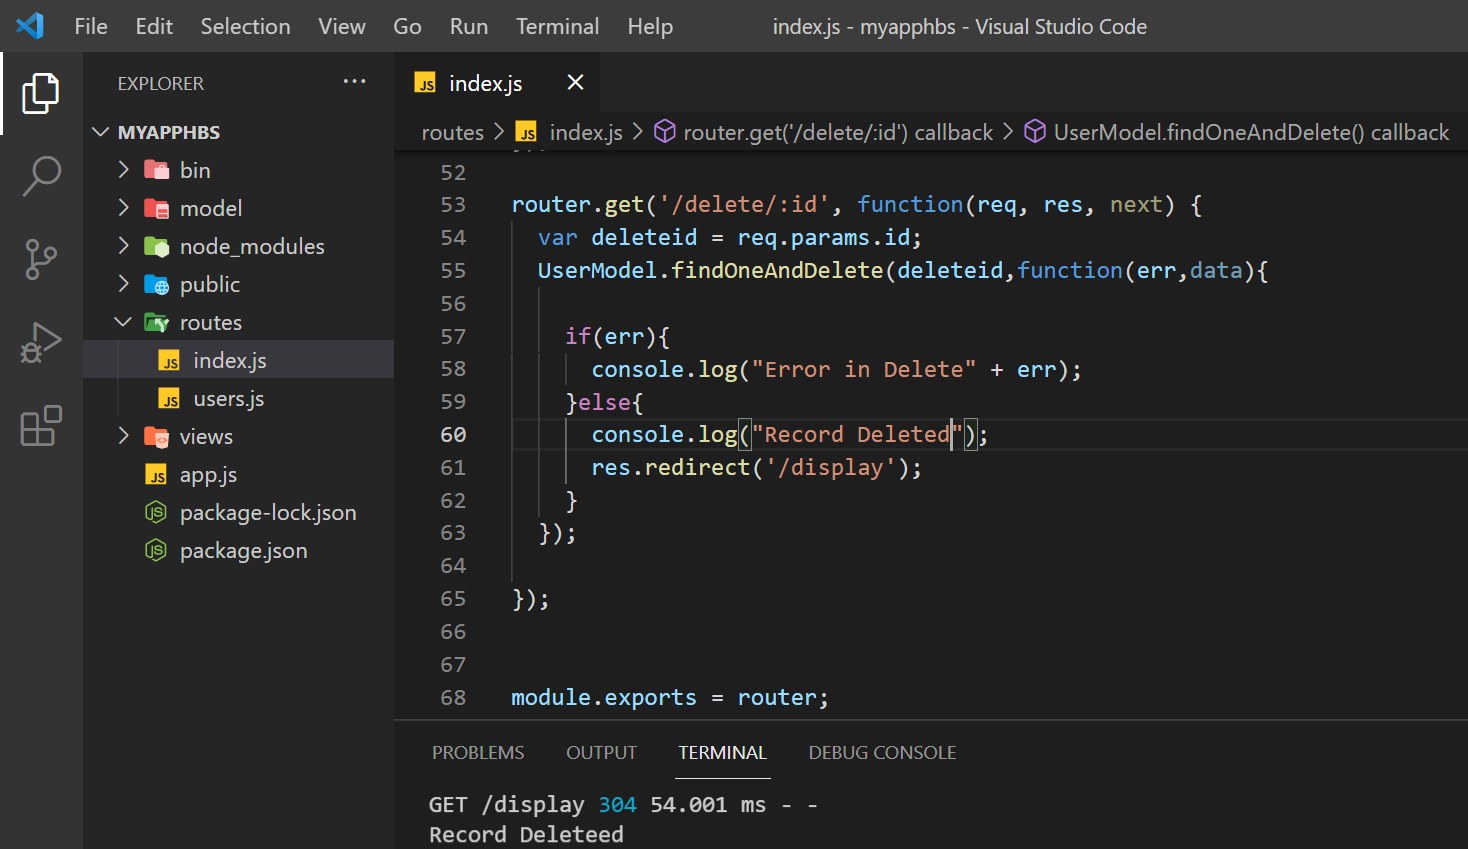 File Edit Selection View Go Run Terminal Help index.js - myapphbs - Visual Studio Code
EXPLORER ···
MYAPPHBS
bin
model
node_modules
public
routes
JS index.js
JS users.js
views
JS app.js
package-lock.json
package.json
JS index.js
routes > JS index.js > router.get('/delete/:id') callback > UserModel.findOneAndDelete() callback
52
53 router.get('/delete/:id', function(req, res, next) {
54 var deleteid = req.params.id;
55 UserModel.findOneAndDelete(deleteid,function(err,data){
56
57 if(err){
58 console.log("Error in Delete" + err);
59 }else{
60 console.log("Record Deleted");
61 res.redirect('/display');
62 }
63 });
64
65 });
66
67
68 module.exports = router;
PROBLEMS OUTPUT TERMINAL DEBUG CONSOLE
GET /display 304 54.001 ms - -
Record Deleteed